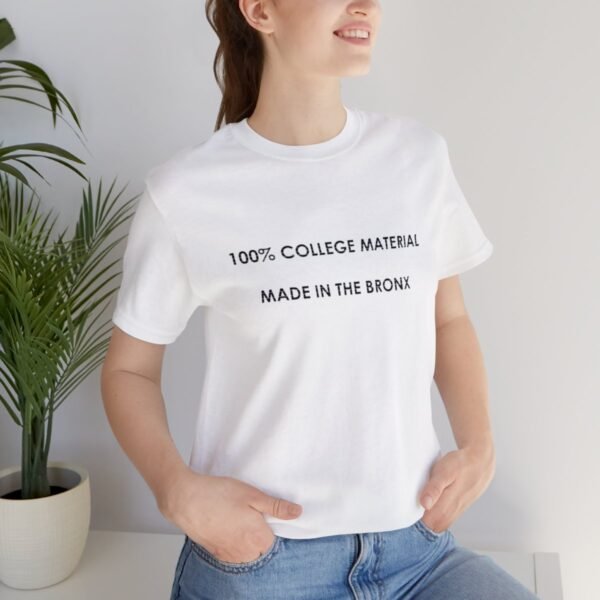 100% COLLEGE MATERIAL
MADE IN THE BRONX